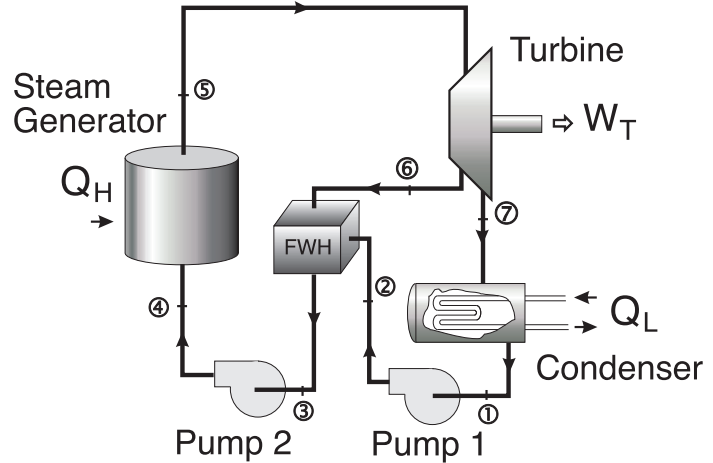 ⑤
Turbine
Steam
Generator
W_T
Q_H
⑥
⑦
FWH
②
④
Q_L
Condenser
③
①
Pump 2
Pump 1